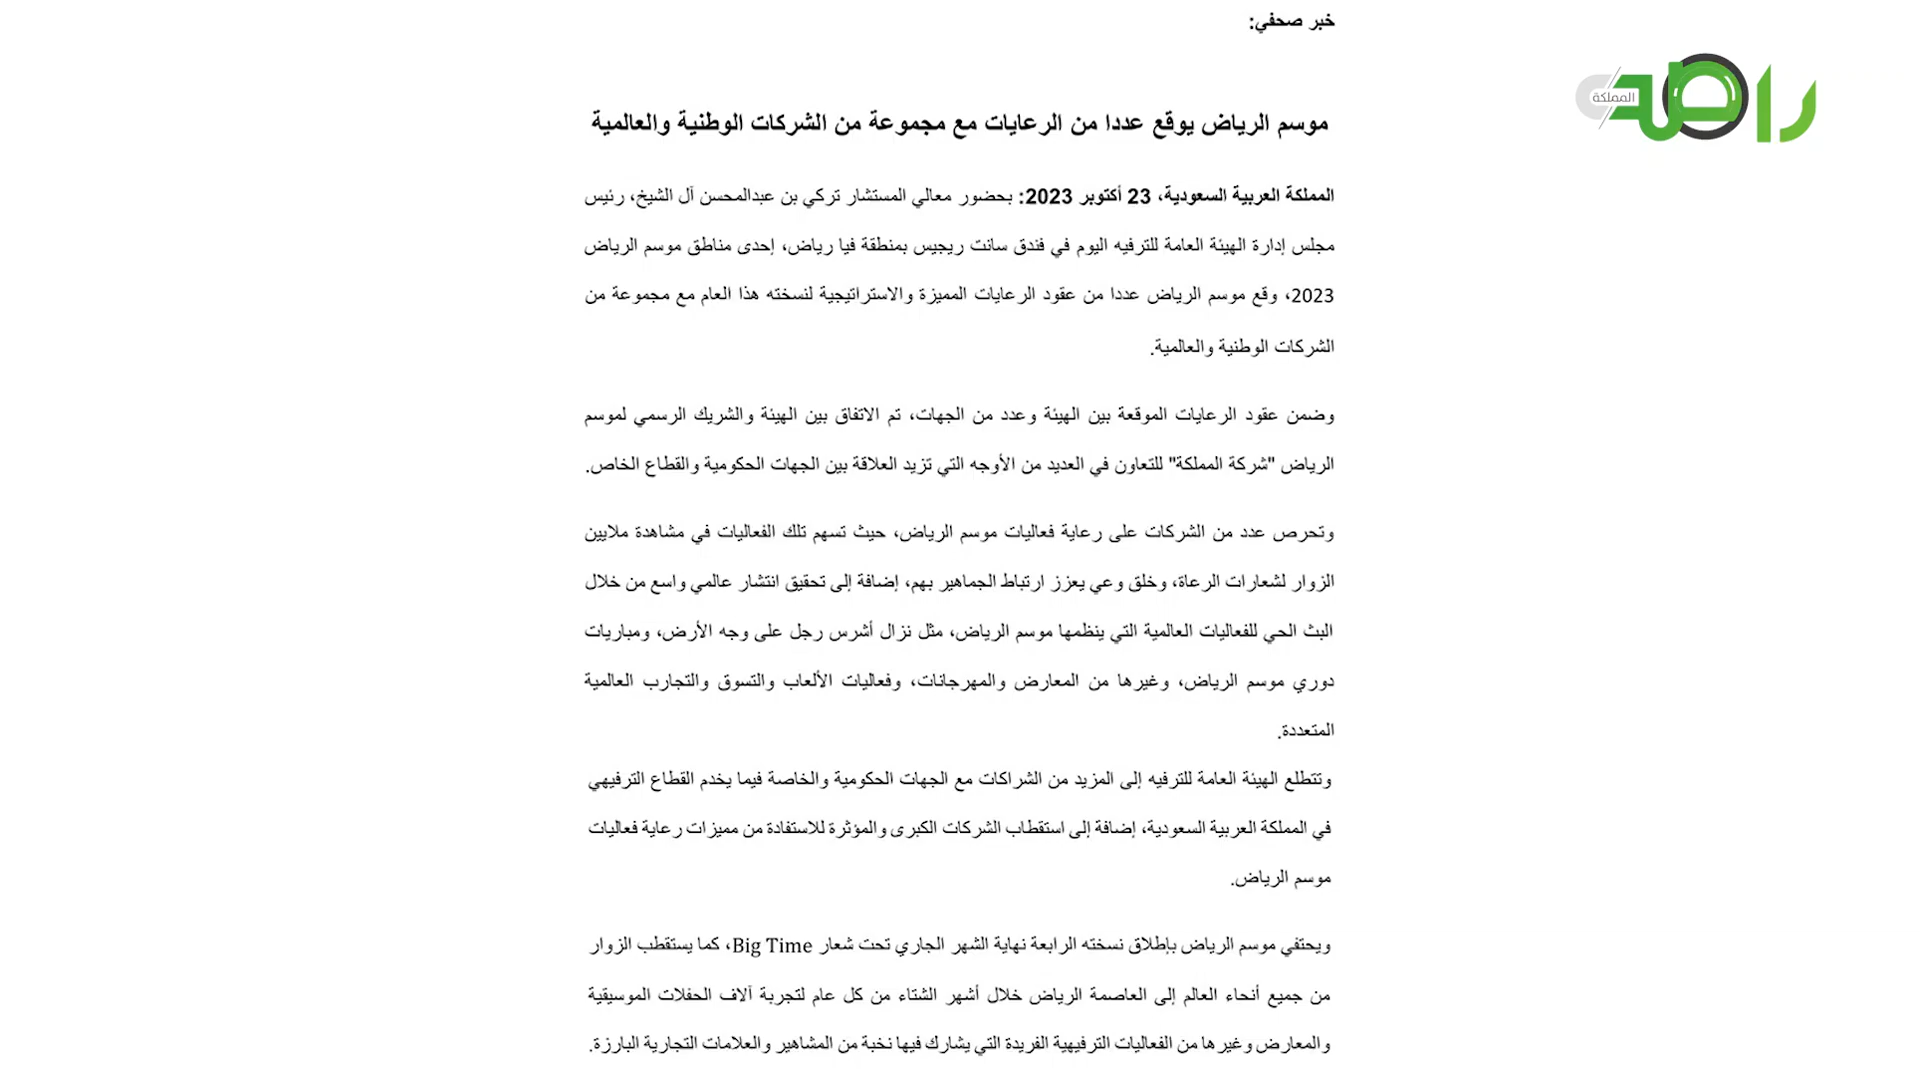 خبر صحفي:
راصد
المملكة
موسم الرياض يوقع عددا من الرعايات مع مجموعة من الشركات الوطنية والعالمية
المملكة العربية السعودية، 23 أكتوبر 2023: بحضور معالي المستشار تركي بن عبدالمحسن آل الشيخ، رئيس
مجلس إدارة الهيئة العامة للترفيه اليوم في فندق سانت ريجيس بمنطقة فيا رياض، إحدى مناطق موسم الرياض
2023، وقع موسم الرياض عددا من عقود الرعايات المميزة والاستراتيجية لنسخته هذا العام مع مجموعة من
الشركات الوطنية والعالمية.
وضمن عقود الرعايات الموقعة بين الهيئة وعدد من الجهات، تم الاتفاق بين الهيئة والشريك الرسمي لموسم
الرياض "شركة المملكة" للتعاون في العديد من الأوجه التي تزيد العلاقة بين الجهات الحكومية والقطاع الخاص.
وتحرص عدد من الشركات على رعاية فعاليات موسم الرياض، حيث تسهم تلك الفعاليات في مشاهدة ملايين
الزوار لشعارات الرعاة، وخلق وعي يعزز ارتباط الجماهير بهم، إضافة إلى تحقيق انتشار عالمي واسع من خلال
البث الحي للفعاليات العالمية التي ينظمها موسم الرياض، مثل نزال أشرس رجل على وجه الأرض، ومباريات
دوري موسم الرياض، وغيرها من المعارض والمهرجانات، وفعاليات الألعاب والتسوق والتجارب العالمية
المتعددة.
وتتطلع الهيئة العامة للترفيه إلى المزيد من الشراكات مع الجهات الحكومية والخاصة فيما يخدم القطاع الترفيهي
في المملكة العربية السعودية، إضافة إلى استقطاب الشركات الكبرى والمؤثرة للاستفادة من مميزات رعاية فعاليات
موسم الرياض.
ويحتفي موسم الرياض بإطلاق نسخته الرابعة نهاية الشهر الجاري تحت شعار Big Time، كما يستقطب الزوار
من جميع أنحاء العالم إلى العاصمة الرياض خلال أشهر الشتاء من كل عام لتجربة آلاف الحفلات الموسيقية
والمعارض وغيرها من الفعاليات الترفيهية الفريدة التي يشارك فيها نخبة من المشاهير والعلامات التجارية البارزة.